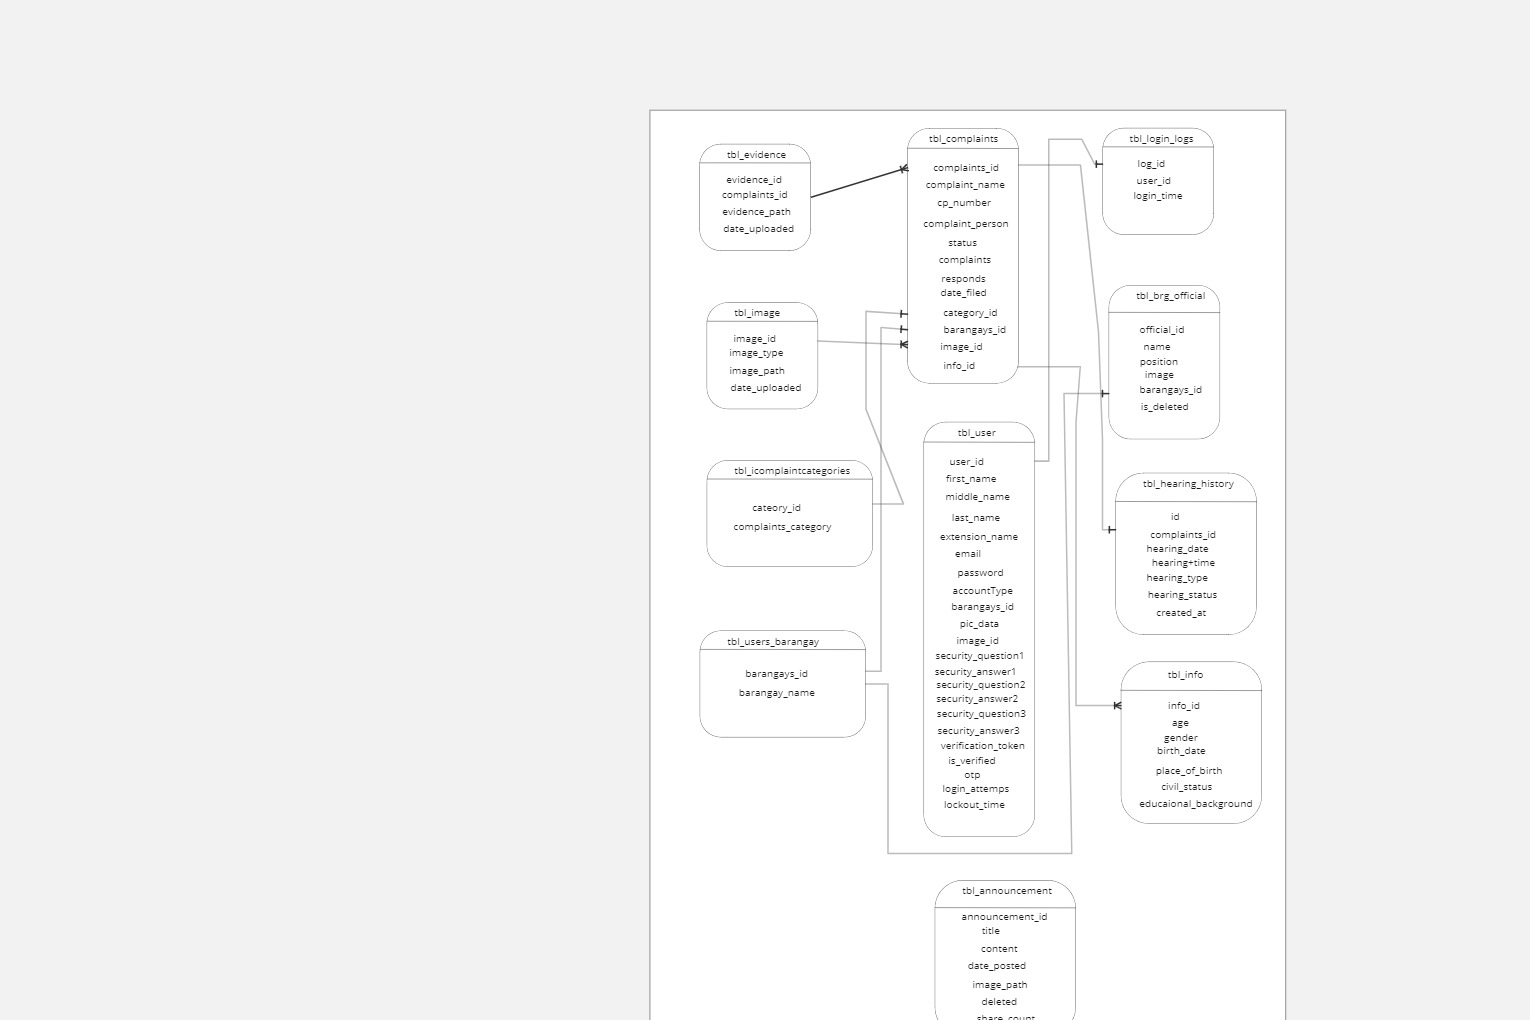 tbl_evidence
evidence_id
complaints_id
evidence_path
date_uploaded
tbl_image
image_id
image_type
image_path
date_uploaded
tbl_icomplaintcategories
cateory_id
complaints_category
tbl_users_barangay
barangays_id
barangay_name
tbl_complaints
complaints_id
complaint_name
cp_number
complaint_person
status
complaints
responds
date_filed
category_id
barangays_id
image_id
info_id
tbl_user
user_id
first_name
middle_name
last_name
extension_name
email
password
accountType
barangays_id
pic_data
image_id
security_question1
security_answer1
security_question2
security_answer2
security_question3
security_answer3
verification_token
is_verified
otp
login_attemps
lockout_time
tbl_announcement
announcement_id
title
content
date_posted
image_path
deleted
share_count
tbl_login_logs
log_id
user_id
login_time
tbl_brg_official
official_id
name
position
image
barangays_id
is_deleted
tbl_hearing_history
id
complaints_id
hearing_date
hearing+time
hearing_type
hearing_status
created_at
tbl_info
info_id
age
gender
birth_date
place_of_birth
civil_status
educaional_background